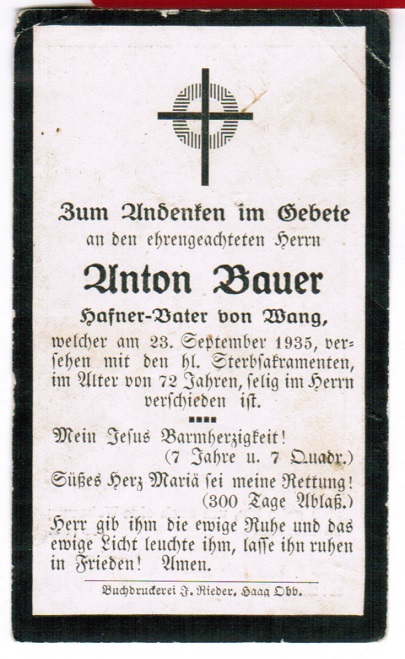 Zum Andenken im Gebete
an den ehrengeachteten Herrn
Anton Bauer
Hafner-Vater von Wang,
welcher am 23. September 1935, ver-
sehen mit den hl. Sterbsakramenten,
im Alter von 72 Jahren, selig im Herrn
verschieden ist.
Mein Jesus Barmherzigkeit!
(7 Jahre u. 7 Quadr.)
Süßes Herz Mariä sei meine Rettung!
(300 Tage Ablaß.)
Herr gib ihm die ewige Ruhe und das
ewige Licht leuchte ihm, lasse ihn ruhen
in Frieden! Amen.
Buchdruckerei J. Rieder, Haag Obb.